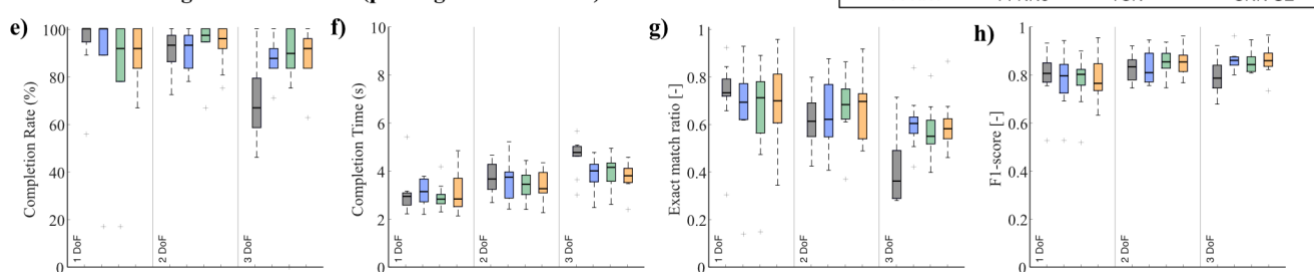 e)
Completion Rate (%)
100
80
60
40
20
0
1 DoF
2 DoF
3 DoF
f)
Completion Time (s)
10
8
6
4
2
0
1 DoF
2 DoF
3 DoF
g)
Exact match ratio [-]
1
0.8
0.6
0.4
0.2
0
1 DoF
2 DoF
3 DoF
h)
F1-score [-]
1
0.8
0.6
0.4
0.2
0
1 DoF
2 DoF
3 DoF